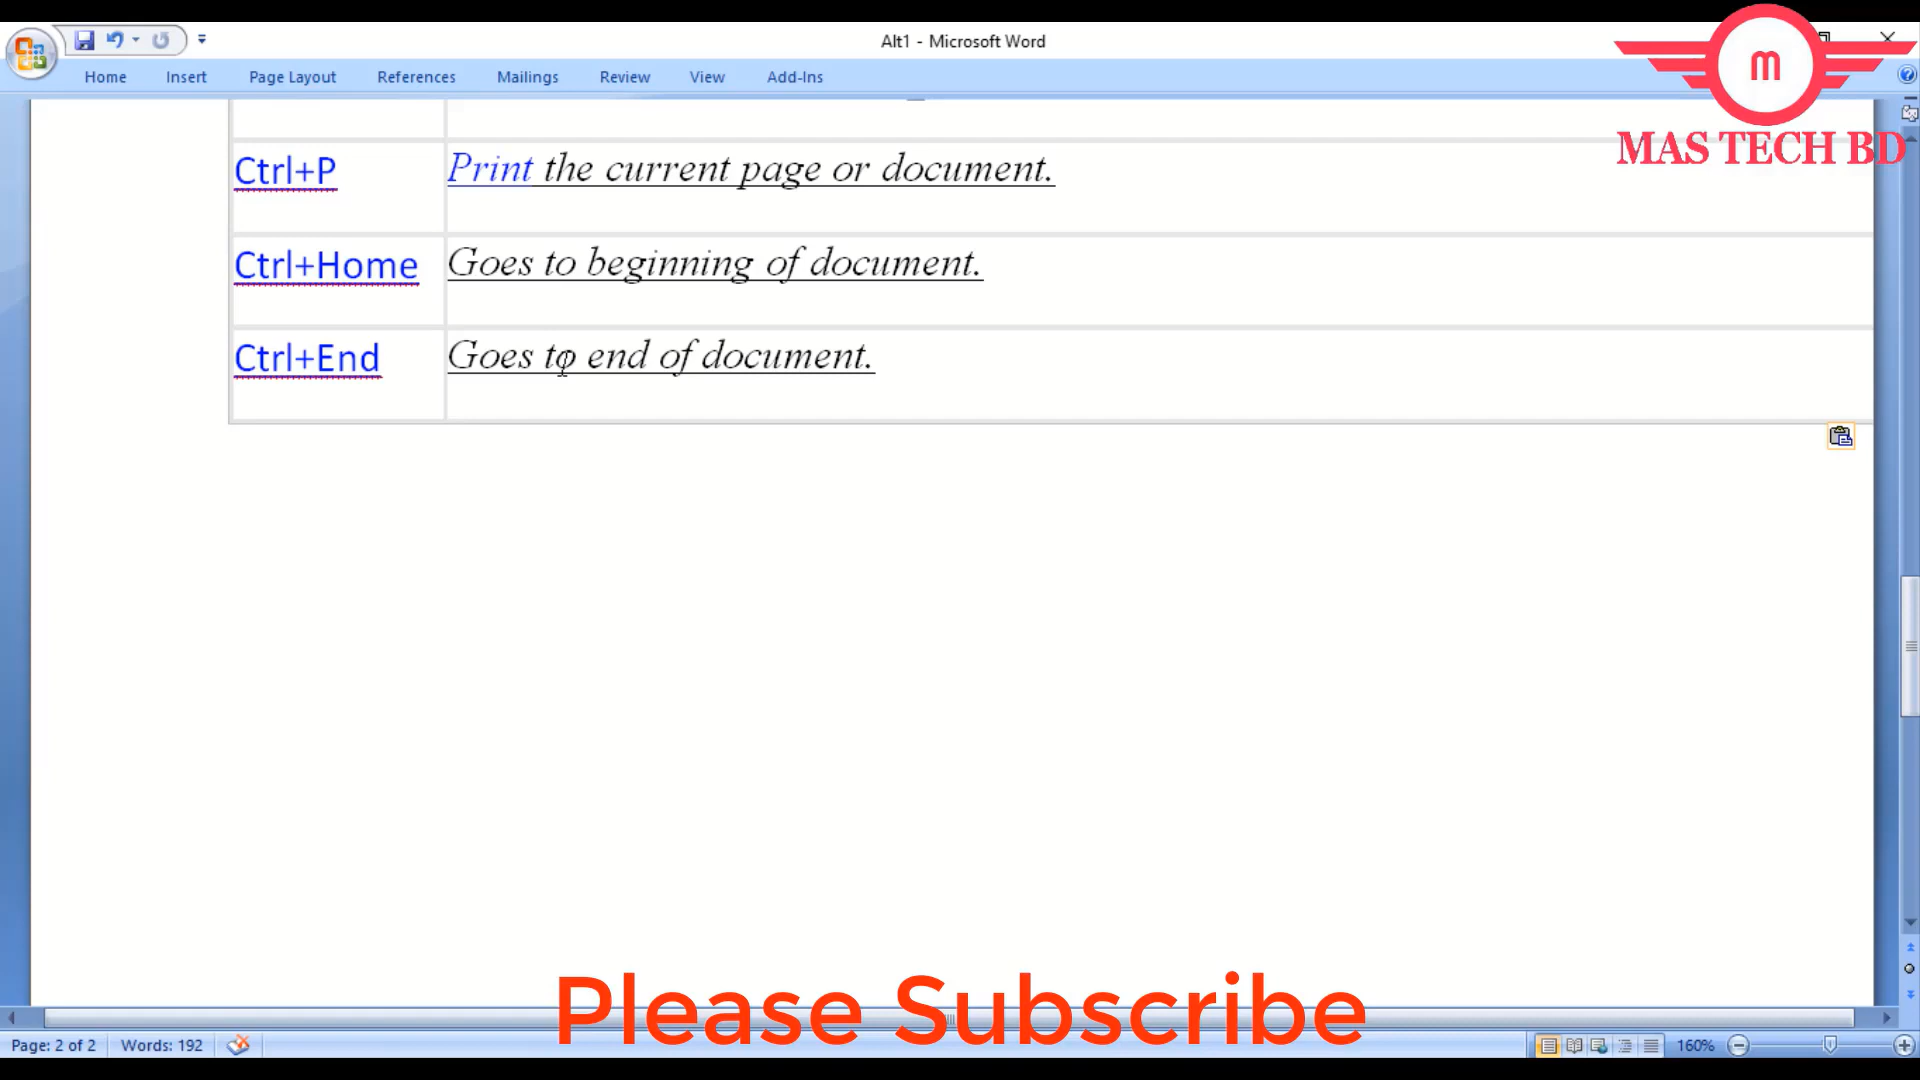 Alt1 - Microsoft Word
Home Insert Page Layout References Mailings Review View Add-Ins
m
MAS TECH BD
Ctrl+P Print the current page or document.
Ctrl+Home Goes to beginning of document.
Ctrl+End Goes to end of document.
Please Subscribe
Page: 2 of 2 Words: 192 160%